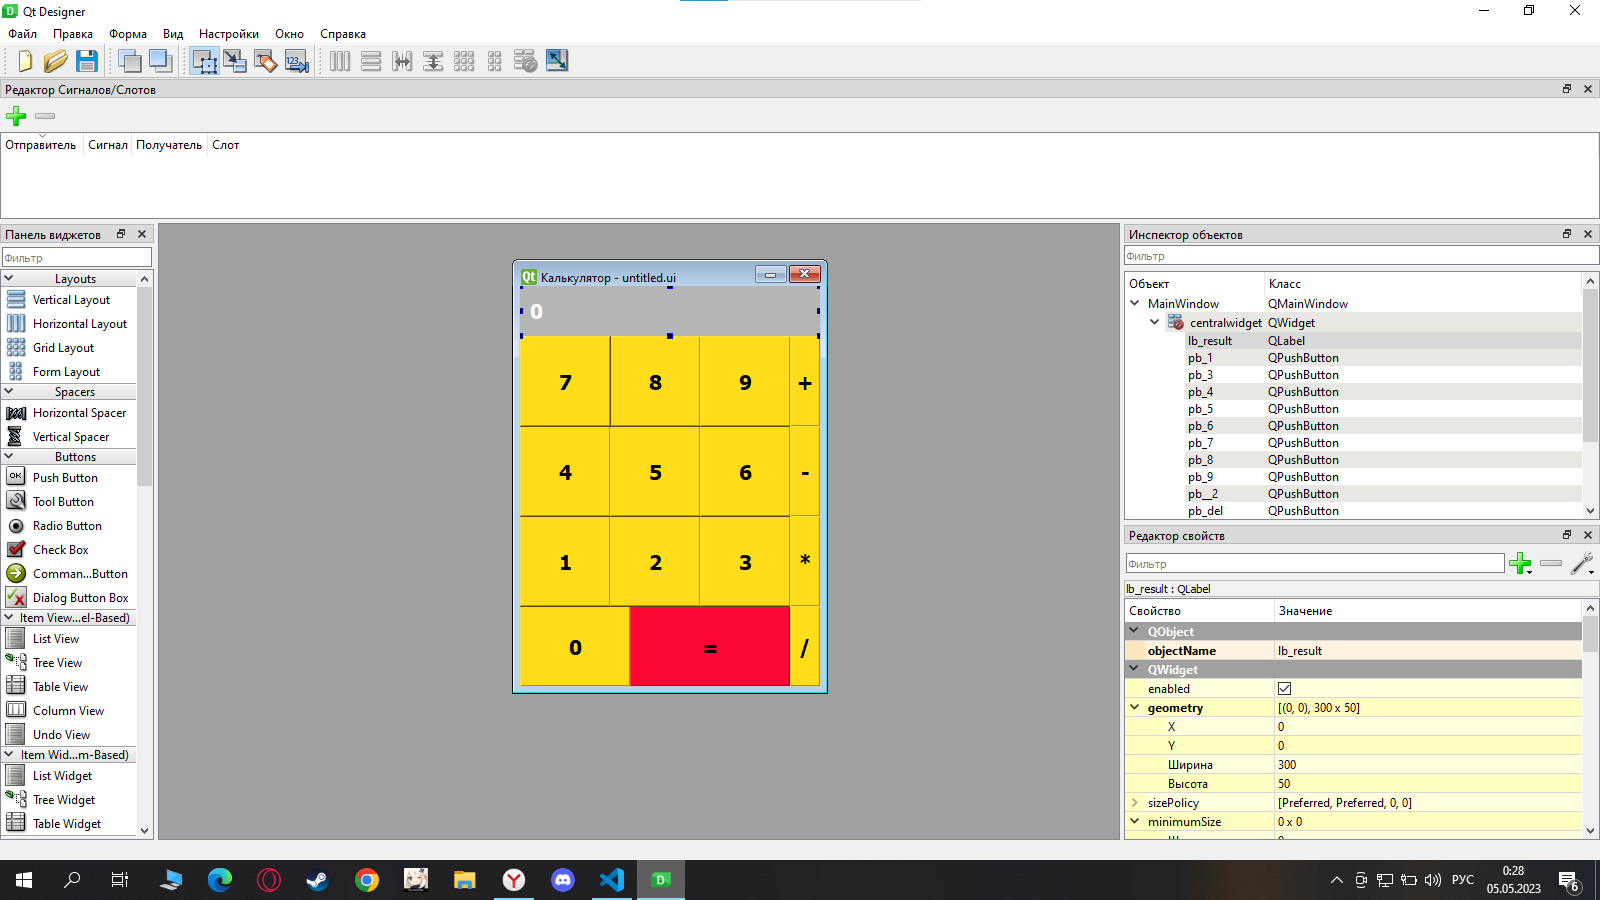 Qt Designer
Файл Правка Форма Вид Настройки Окно Справка
Редактор Сигналов/Слотов
Отправитель Сигнал Получатель Слот
Панель виджетов
Фильтр
Layouts
Vertical Layout
Horizontal Layout
Grid Layout
Form Layout
Spacers
Horizontal Spacer
Vertical Spacer
Buttons
Push Button
Tool Button
Radio Button
Check Box
Comman...Button
Dialog Button Box
Item View...el-Based)
List View
Tree View
Table View
Column View
Undo View
Item Wid...m-Based)
List Widget
Tree Widget
Table Widget
Калькулятор - untitled.ui
0
7 8 9 +
4 5 6 -
1 2 3 *
0 = /
Инспектор объектов
Фильтр
Объект Класс
MainWindow QMainWindow
centralwidget QWidget
lb_result QLabel
pb_1 QPushButton
pb_3 QPushButton
pb_4 QPushButton
pb_5 QPushButton
pb_6 QPushButton
pb_7 QPushButton
pb_8 QPushButton
pb_9 QPushButton
pb__2 QPushButton
pb_del QPushButton
Редактор свойств
Фильтр
lb_result : QLabel
Свойство Значение
QObject
objectName lb_result
QWidget
enabled
geometry [(0, 0), 300 x 50]
X 0
Y 0
Ширина 300
Высота 50
sizePolicy [Preferred, Preferred, 0, 0]
minimumSize 0 x 0
РУС
0:28
05.05.2023
6